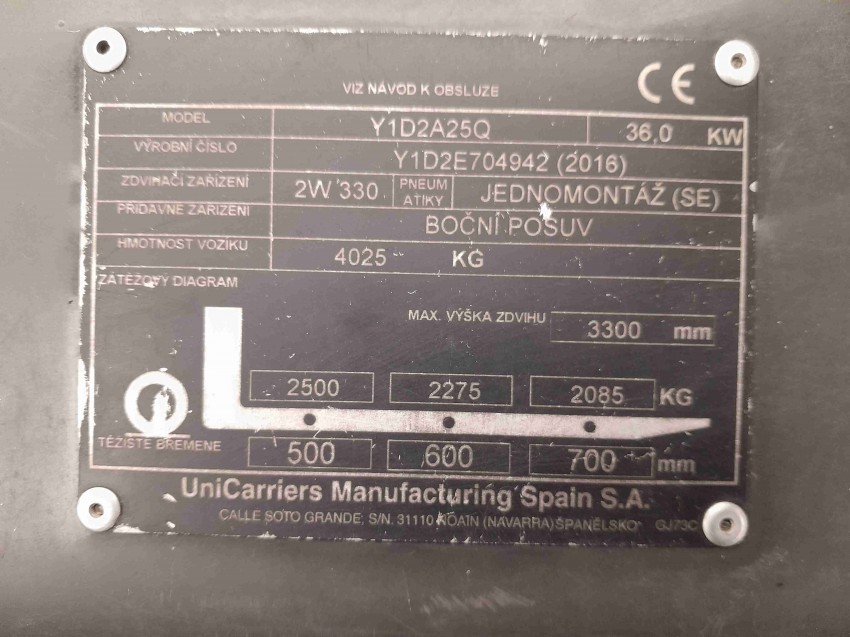 VIZ NÁVOD K OBSLUZE
CE
MODEL Y1D2A25Q 36,0 KW
VÝROBNÍ ČÍSLO Y1D2E704942 (2016)
ZDVIHACÍ ZAŘÍZENÍ 2W 330 PNEUM ATIKY JEDNOMONTÁŽ (SE)
PŘÍDAVNÉ ZAŘÍZENÍ BOČNÍ POSUV
HMOTNOST VOZÍKU 4025 KG
ZÁTĚŽOVÝ DIAGRAM
MAX. VÝŠKA ZDVIHU 3300 mm
2500 2275 2085 KG
TĚŽIŠTĚ BŘEMENE 500 600 700 mm
UniCarriers Manufacturing Spain S.A.
CALLE SOTO GRANDE, S/N. 31110 NOAIN (NAVARRA) ŠPANĚLSKO GJ73C